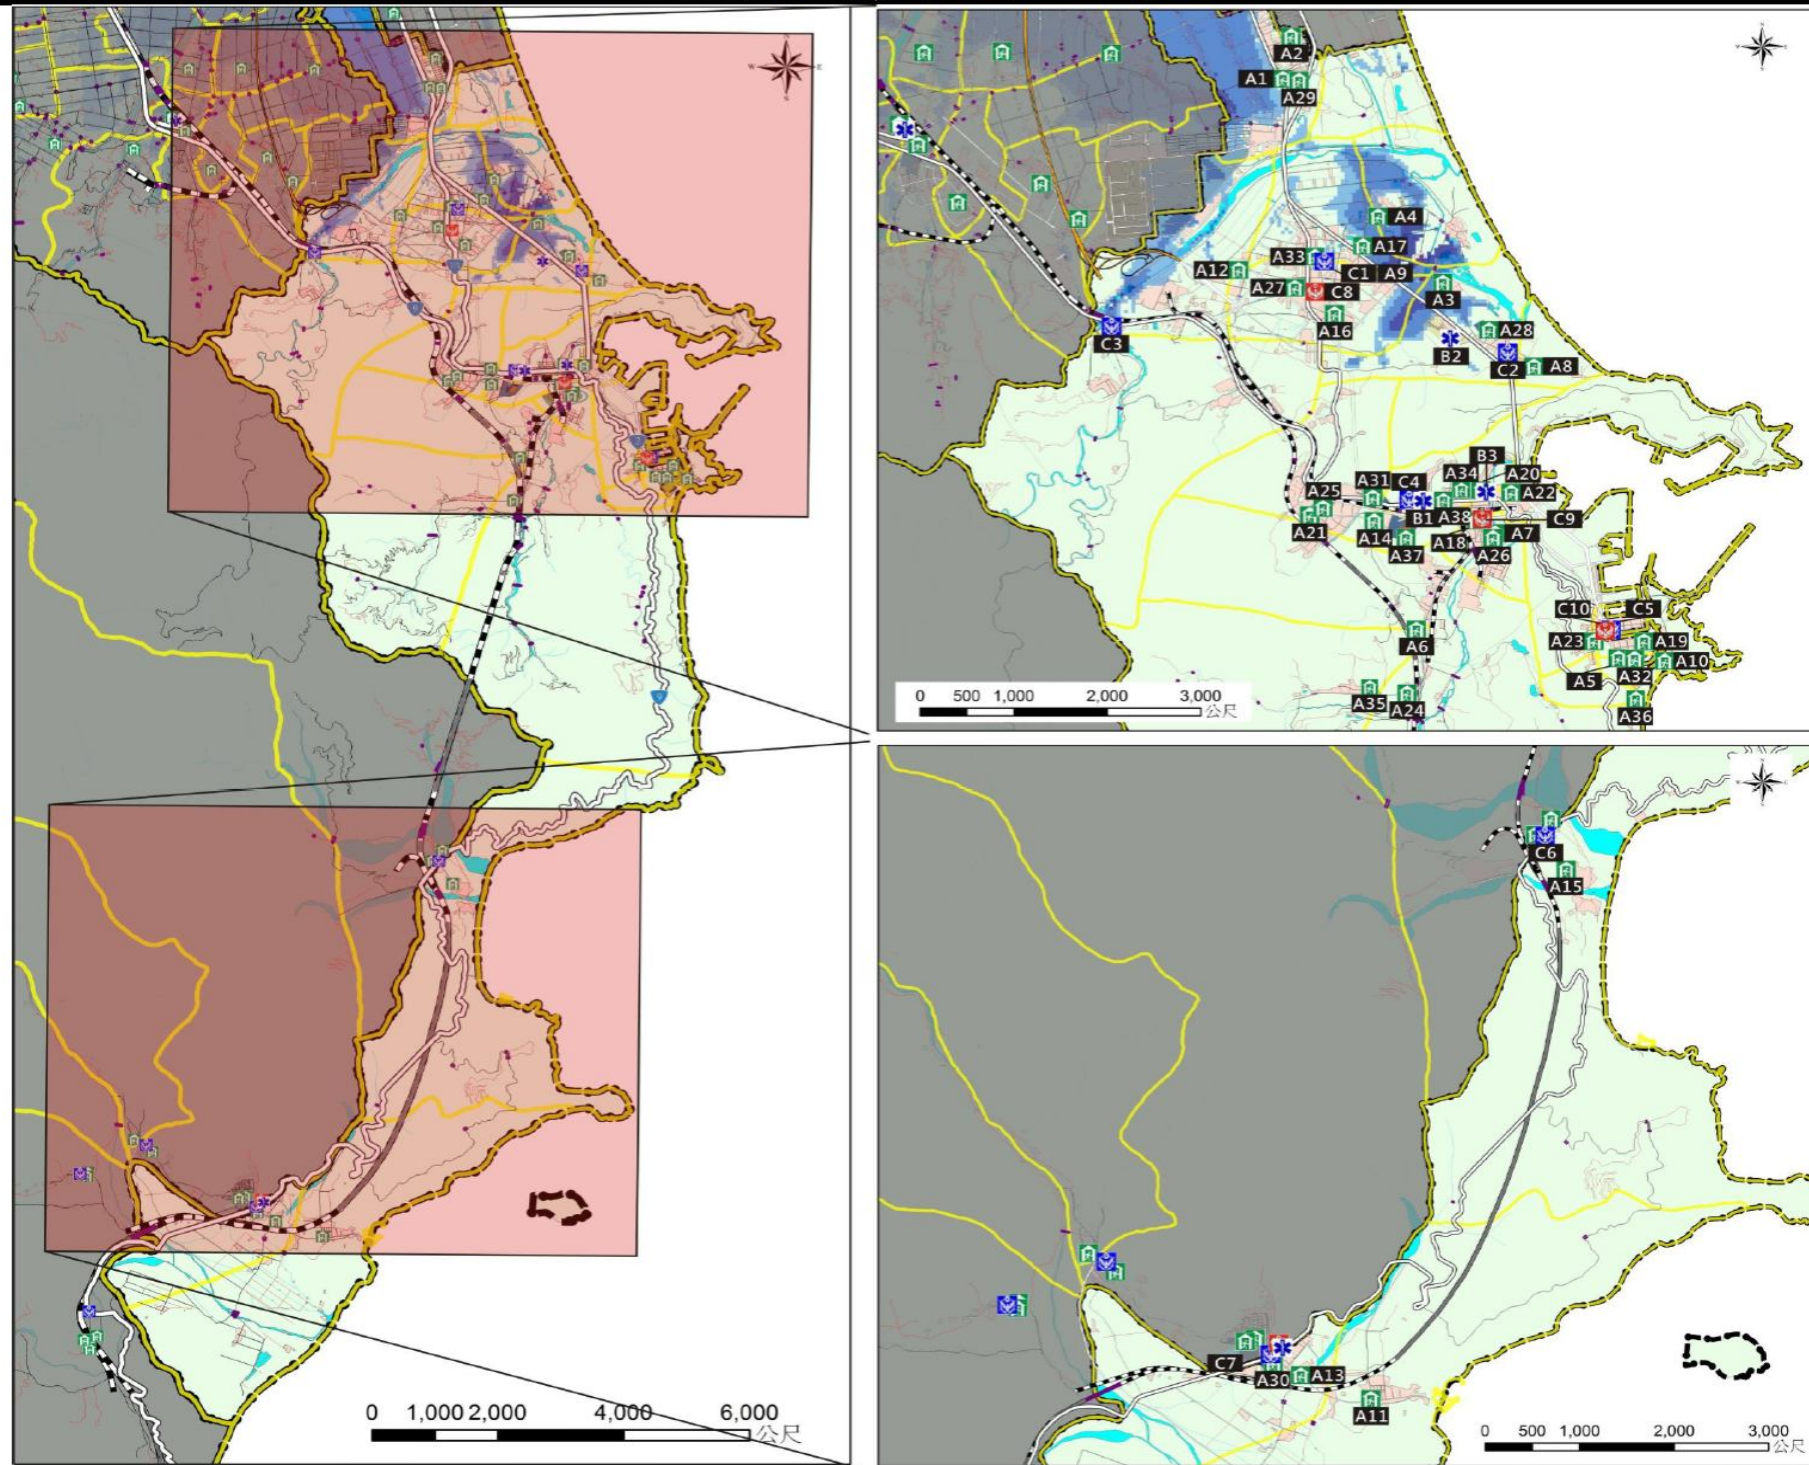 A2
A1
A29
A4
A17
A33
A12
C1
A9
A27
C8
A3
A16
A28
C3
B2
C2
A8
B3
A34
A20
A31
C4
A25
A22
B1
A38
C9
A21
A14
A18
A7
A37
A26
C10
C5
A23
A19
A6
A10
A5
A32
A35
A24
A36
0 500 1,000 2,000 3,000
公尺
C6
A15
C7
A30
A13
A11
0 500 1,000 2,000 3,000
公尺
0 1,000 2,000 4,000 6,000
公尺